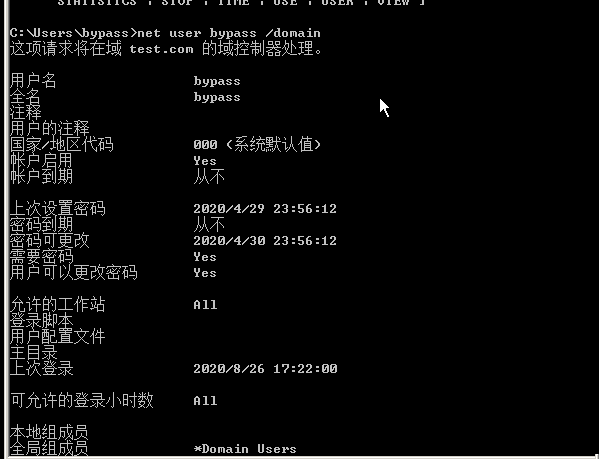 STATISTICS | STOP | TIME | USE | USER | VIEW ]
C:\Users\bypass>net user bypass /domain
这项请求将在域 test.com 的域控制器处理。
用户名 bypass
全名 bypass
注释
用户的注释
国家/地区代码 000 (系统默认值)
帐户启用 Yes
帐户到期 从不
上次设置密码 2020/4/29 23:56:12
密码到期 从不
密码可更改 2020/4/30 23:56:12
需要密码 Yes
用户可以更改密码 Yes
允许的工作站 All
登录脚本
用户配置文件
主目录
上次登录 2020/8/26 17:22:00
可允许的登录小时数 All
本地组成员
全局组成员 *Domain Users